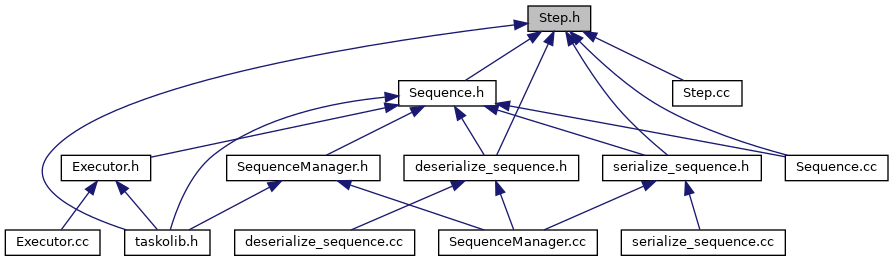 Step.h
Sequence.h
Step.cc
Executor.h
SequenceManager.h
deserialize_sequence.h
serialize_sequence.h
Sequence.cc
Executor.cc
taskolib.h
deserialize_sequence.cc
SequenceManager.cc
serialize_sequence.cc